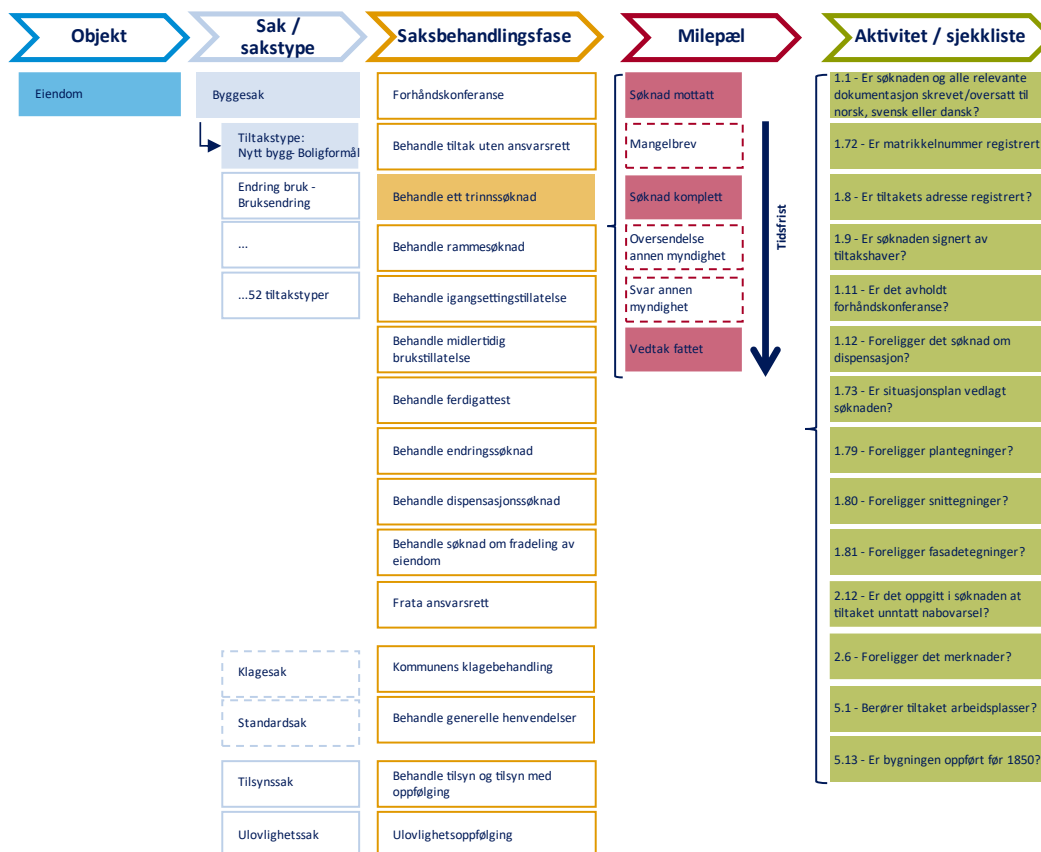 Objekt
Sak /
sakstype
Saksbehandlingsfase
Milepæl
Aktivitet / sjekkliste
Eiendom
Byggesak
Tiltakstype:
Nytt bygg- Boligformål
Endring bruk -
Bruksendring
...
...52 tiltakstyper
Klagesak
Standardsak
Tilsynssak
Ulovlighetssak
Forhåndskonferanse
Behandle tiltak uten ansvarsrett
Behandle ett trinnssøknad
Behandle rammesøknad
Behandle igangsettingstillatelse
Behandle midlertidig
brukstillatelse
Behandle ferdigattest
Behandle endringssøknad
Behandle dispensasjonssøknad
Behandle søknad om fradeling av
eiendom
Frata ansvarsrett
Kommunens klagebehandling
Behandle generelle henvendelser
Behandle tilsyn og tilsyn med
oppfølging
Ulovlighetsoppfølging
Søknad mottatt
Mangelbrev
Søknad komplett
Oversendelse
annen myndighet
Svar annen
myndighet
Vedtak fattet
Tidsfrist
1.1 - Er søknaden og alle relevante
dokumentasjon skrevet/oversatt til
norsk, svensk eller dansk?
1.72 - Er matrikkelnummer registrert
1.8 - Er tiltakets adresse registrert?
1.9 - Er søknaden signert av
tiltakshaver?
1.11 - Er det avholdt
forhåndskonferanse?
1.12 - Foreligger det søknad om
dispensasjon?
1.73 - Er situasjonsplan vedlagt
søknaden?
1.79 - Foreligger plantegninger?
1.80 - Foreligger snittegninger?
1.81 - Foreligger fasadetegninger?
2.12 - Er det oppgitt i søknaden at
tiltaket unntatt nabovarsel?
2.6 - Foreligger det merknader?
5.1 - Berører tiltaket arbeidsplasser?
5.13 - Er bygningen oppført før 1850?